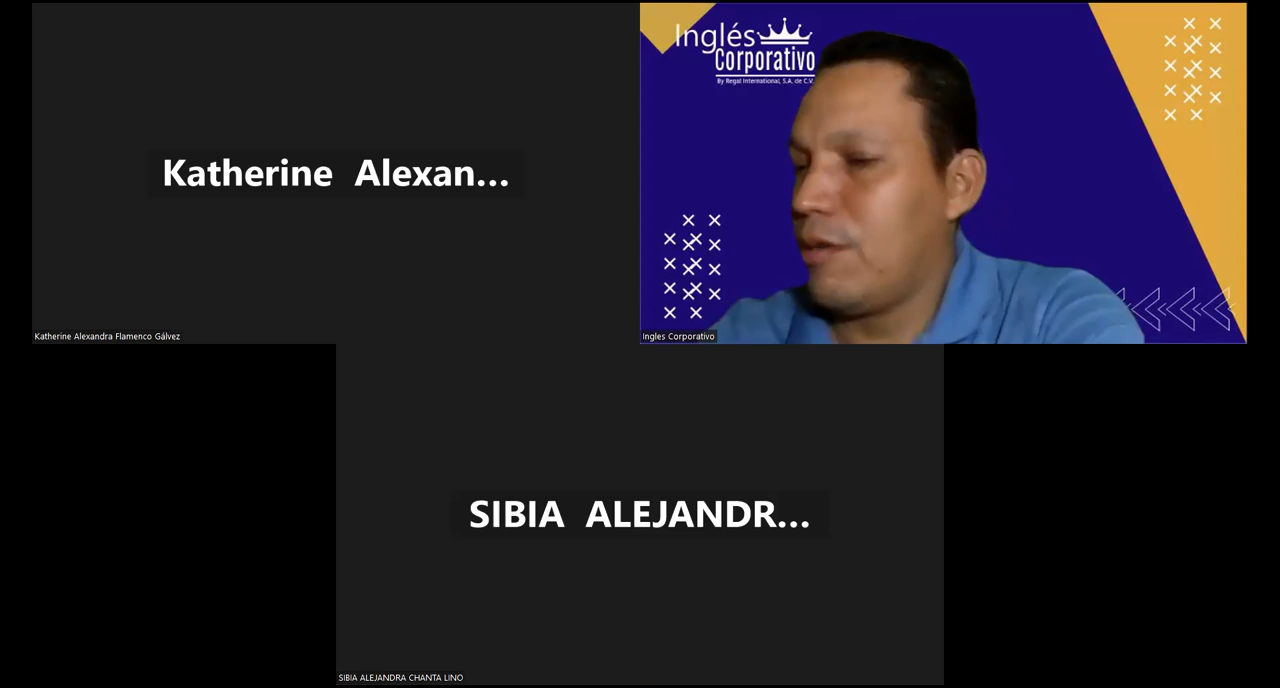 Katherine Alexan...
Katherine Alexandra Flamenco Gálvez
Inglés
Corporativo
By Regal International, S.A. de C.V.
Ingles Corporativo
SIBIA ALEJANDR...
SIBIA ALEJANDRA CHANTA LINO